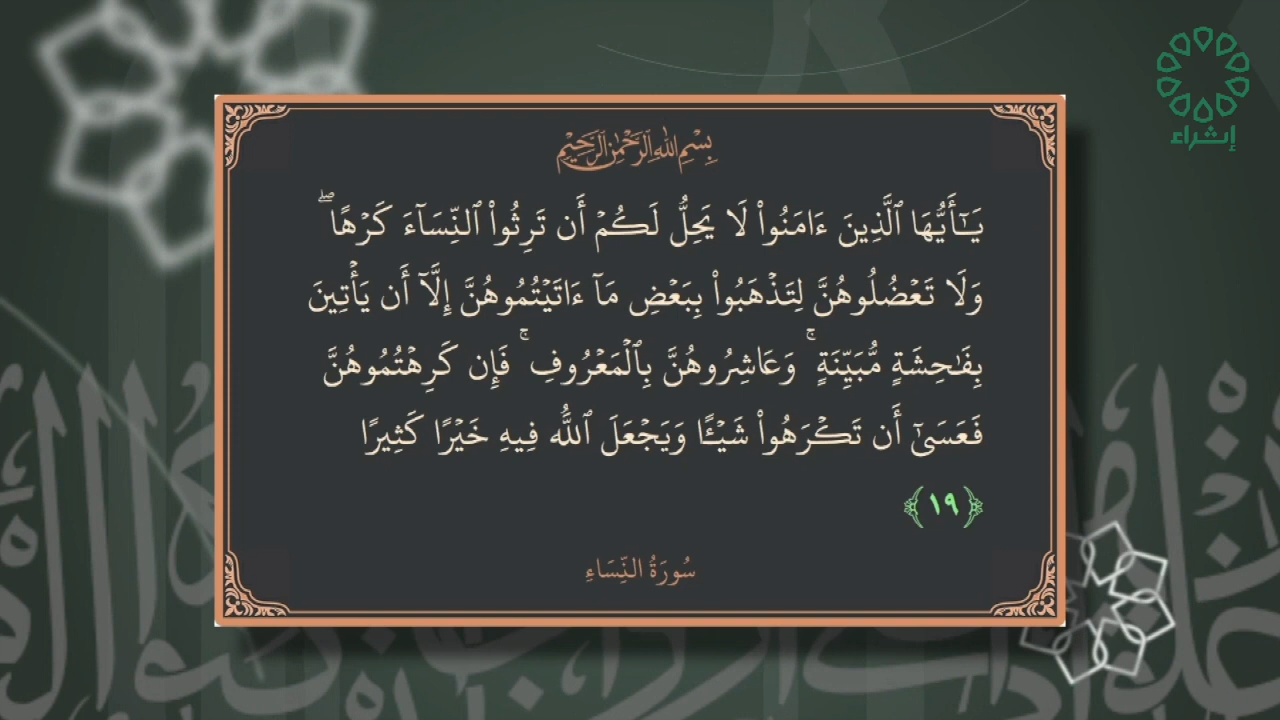 إشراء
بِسْمِ اللَّهِ الرَّحْمَٰنِ الرَّحِيمِ
يَـٰٓأَيُّهَا ٱلَّذِينَ ءَامَنُوا۟ لَا يَحِلُّ لَكُمْ أَن تَرِثُوا۟ ٱلنِّسَآءَ كَرْهًا ۖ
وَلَا تَعْضُلُوهُنَّ لِتَذْهَبُوا۟ بِبَعْضِ مَآ ءَاتَيْتُمُوهُنَّ إِلَّآ أَن يَأْتِينَ
بِفَـٰحِشَةٍ مُّبَيِّنَةٍ ۚ وَعَاشِرُوهُنَّ بِٱلْمَعْرُوفِ ۚ فَإِن كَرِهْتُمُوهُنَّ
فَعَسَىٰٓ أَن تَكْرَهُوا۟ شَيْـًٔا وَيَجْعَلَ ٱللَّهُ فِيهِ خَيْرًا كَثِيرًا
﴿١٩﴾
سُورَةُ النِّسَاءِ